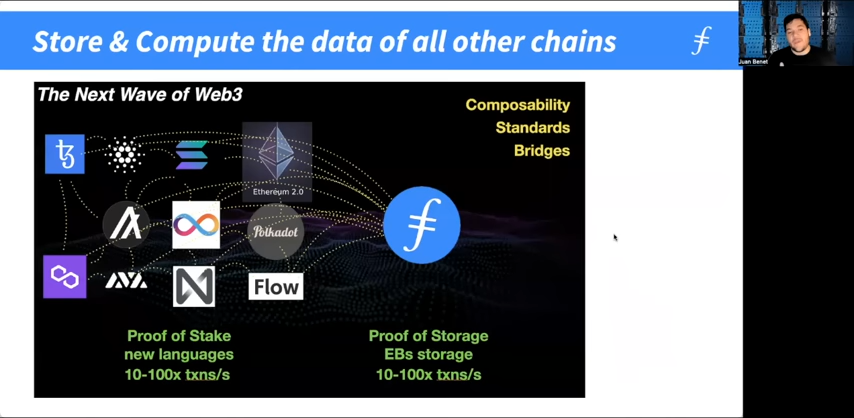 Store & Compute the data of all other chains
Juan Benet
The Next Wave of Web3
Composability
Standards
Bridges
Ethereum 2.0
Polkadot
Flow
Proof of Stake
new languages
10-100x txns/s
Proof of Storage
EBs storage
10-100x txns/s